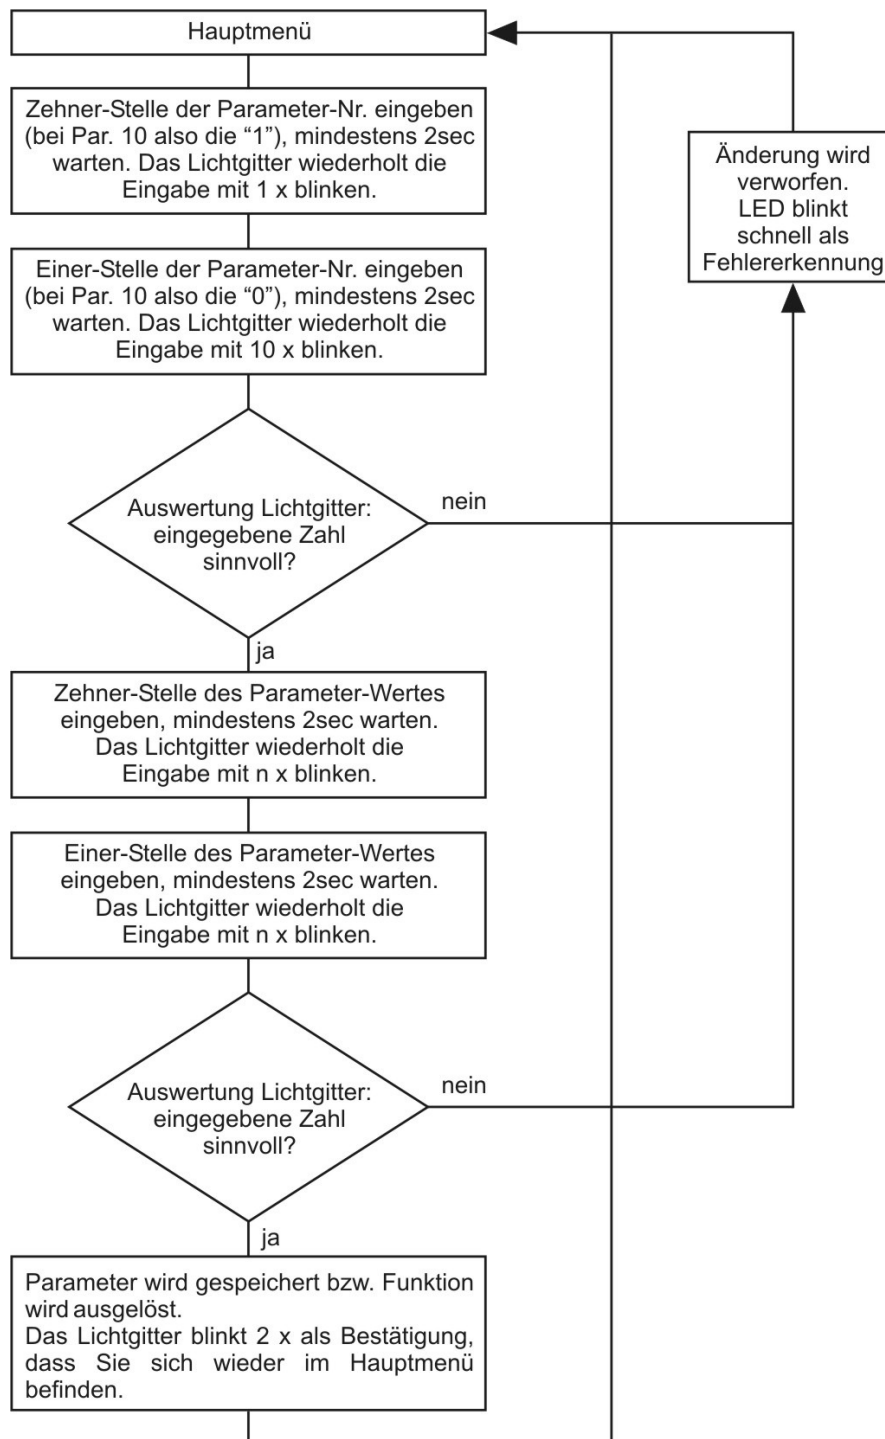 Hauptmenü
Zehner-Stelle der Parameter-Nr. eingeben
(bei Par. 10 also die “1”), mindestens 2sec
warten. Das Lichtgitter wiederholt die
Eingabe mit 1 x blinken.
Einer-Stelle der Parameter-Nr. eingeben
(bei Par. 10 also die “0”), mindestens 2sec
warten. Das Lichtgitter wiederholt die
Eingabe mit 10 x blinken.
Auswertung Lichtgitter:
eingegebene Zahl
sinnvoll?
nein
Änderung wird
verworfen.
LED blinkt
schnell als
Fehlererkennung
ja
Zehner-Stelle des Parameter-Wertes
eingeben, mindestens 2sec warten.
Das Lichtgitter wiederholt die
Eingabe mit n x blinken.
Einer-Stelle des Parameter-Wertes
eingeben, mindestens 2sec warten.
Das Lichtgitter wiederholt die
Eingabe mit n x blinken.
Auswertung Lichtgitter:
eingegebene Zahl
sinnvoll?
nein
ja
Parameter wird gespeichert bzw. Funktion
wird ausgelöst.
Das Lichtgitter blinkt 2 x als Bestätigung,
dass Sie sich wieder im Hauptmenü
befinden.